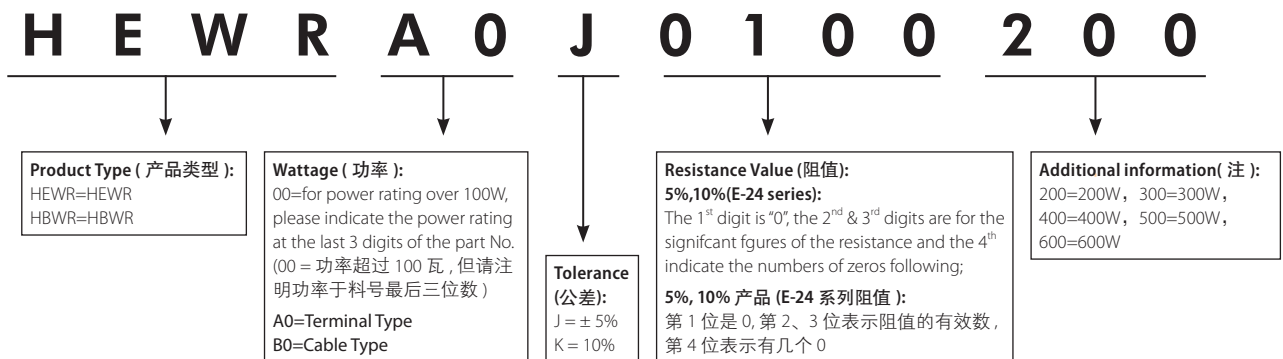 H E W R A 0 J 0 1 0 0 2 0 0
Product Type ( 产品类型 ):
HEWR=HEWR
HBWR=HBWR
Wattage ( 功率 ):
00=for power rating over 100W,
please indicate the power rating
at the last 3 digits of the part No.
(00 = 功率超过 100 瓦 , 但请注
明功率于料号最后三位数 )
A0=Terminal Type
B0=Cable Type
Tolerance
(公差):
J = ± 5%
K = 10%
Resistance Value (阻值):
5%,10%(E-24 series):
The 1st digit is “0”, the 2nd & 3rd digits are for the
signifcant fgures of the resistance and the 4th
indicate the numbers of zeros following;
5%, 10% 产品 (E-24 系列阻值 ):
第 1 位是 0, 第 2、3 位表示阻值的有效数 ,
第 4 位表示有几个 0
Additional information( 注 ):
200=200W，300=300W，
400=400W，500=500W，
600=600W